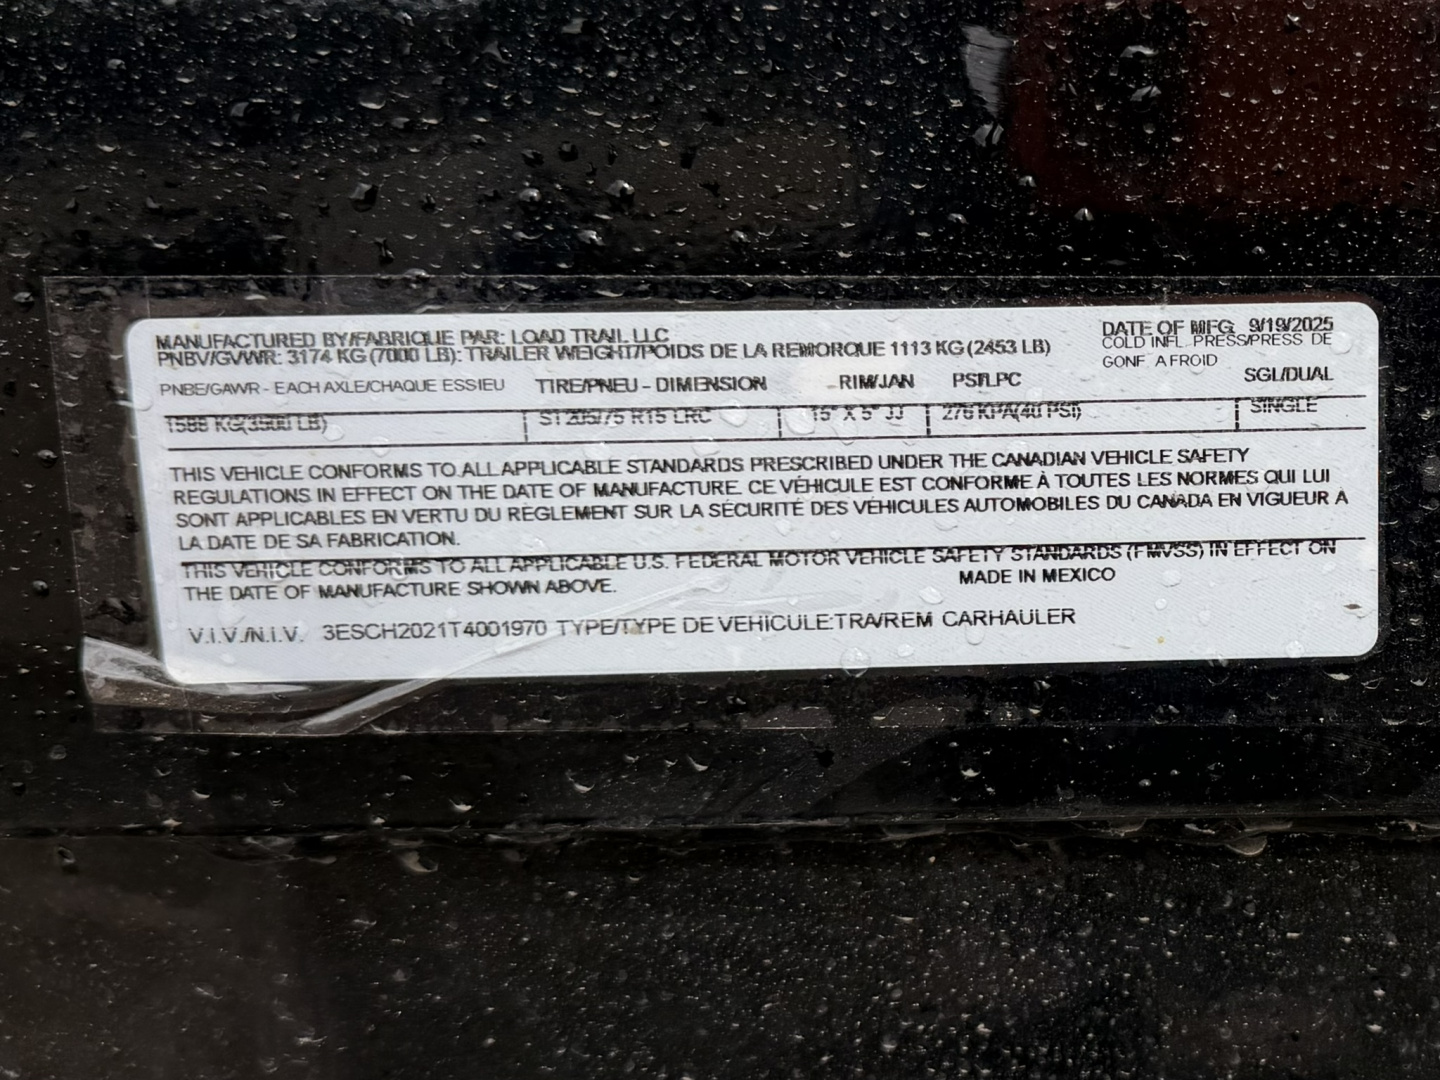 MANUFACTURED BY/FABRIQUE PAR: LOAD TRAIL LLC
DATE OF MFG. 9/19/2025
PNBV/GVWR: 3174 KG (7000 LB): TRAILER WEIGHT/POIDS DE LA REMORQUE 1113 KG (2453 LB)
COLD INFL. PRESS/PRESS DE
GONF. A FROID
PNBE/GAWR - EACH AXLE/CHAQUE ESSIEU TIRE/PNEU - DIMENSION RIM/JAN PSI/LPC SGL/DUAL
1588 KG(3500 LB) ST 205/75 R15 LRC 15" X 5" JJ 276 KPA(40 PSI) SINGLE
THIS VEHICLE CONFORMS TO ALL APPLICABLE STANDARDS PRESCRIBED UNDER THE CANADIAN VEHICLE SAFETY
REGULATIONS IN EFFECT ON THE DATE OF MANUFACTURE. CE VÉHICULE EST CONFORME À TOUTES LES NORMES QUI LUI
SONT APPLICABLES EN VERTU DU RÈGLEMENT SUR LA SÉCURITÉ DES VÉHICULES AUTOMOBILES DU CANADA EN VIGUEUR À
LA DATE DE SA FABRICATION.
THIS VEHICLE CONFORMS TO ALL APPLICABLE U.S. FEDERAL MOTOR VEHICLE SAFETY STANDARDS (FMVSS) IN EFFECT ON
THE DATE OF MANUFACTURE SHOWN ABOVE. MADE IN MEXICO
V.I.V./N.I.V. 3ESCH2021T4001970 TYPE/TYPE DE VEHICULE:TRA/REM CARHAULER